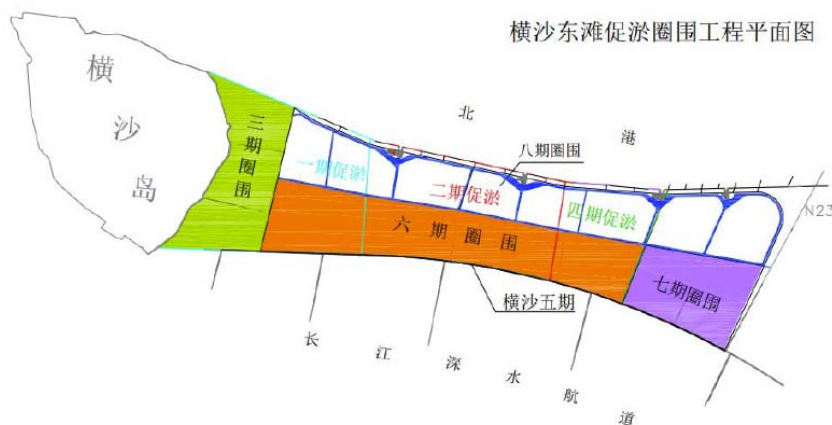 横沙东滩促淤圈围工程平面图
横沙岛
北港
三期圈围
八期圈围
一期促淤
二期促淤
四期促淤
N23
六期圈围
七期圈围
横沙五期
长江深水航道